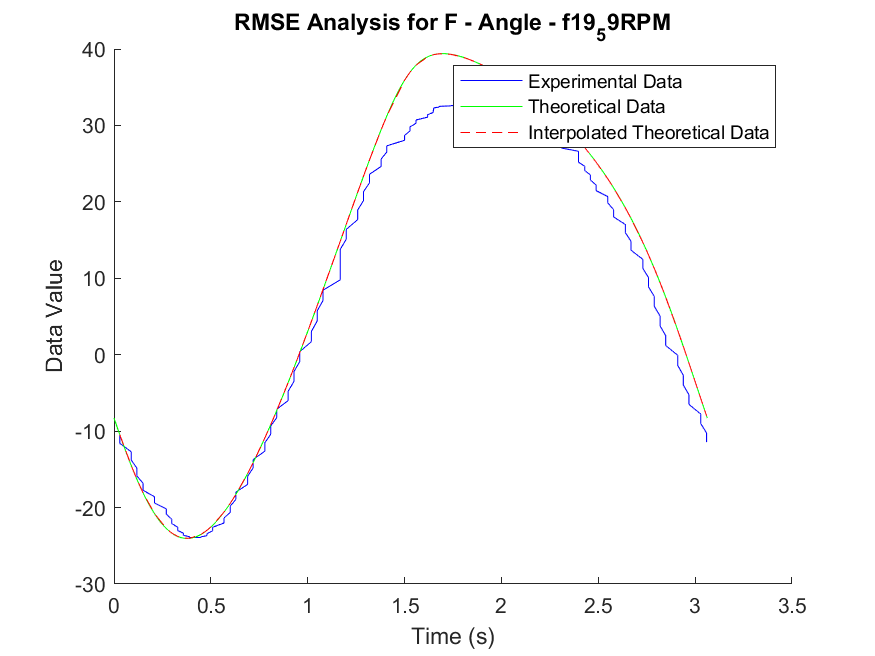 RMSE Analysis for F - Angle - f19₅9RPM
40
30
20
10
0
-10
-20
-30
Data Value
Experimental Data
Theoretical Data
Interpolated Theoretical Data
0 0.5 1 1.5 2 2.5 3 3.5
Time (s)